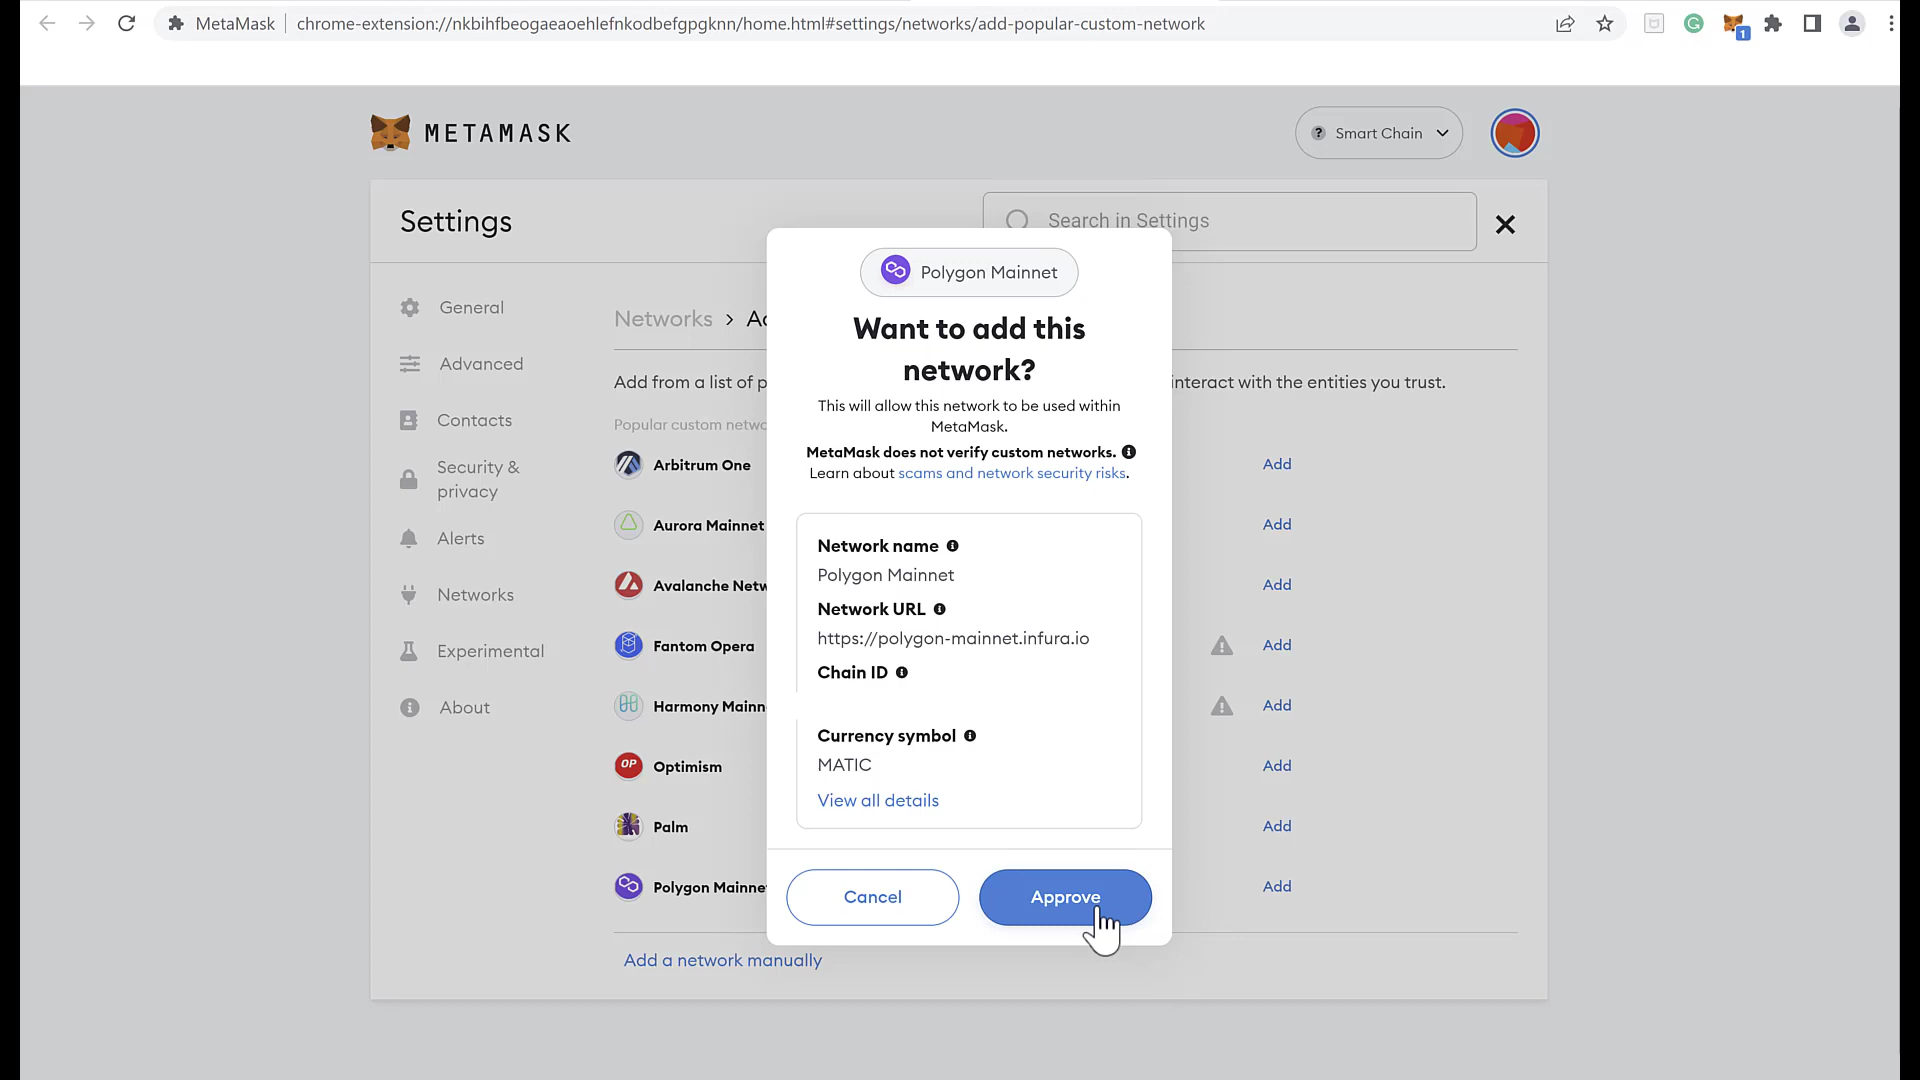 MetaMask
chrome-extension://nkbihfbeogaeaoehlefnkodbefgpgknn/home.html#settings/networks/add-popular-custom-network
1
METAMASK
? Smart Chain
Settings
Search in Settings
General
Advanced
Contacts
Security &
privacy
Alerts
Networks
Experimental
About
Networks > Ad
Add from a list of p
interact with the entities you trust.
Popular custom netwo
Arbitrum One
Add
Aurora Mainnet
Add
Avalanche Netw
Add
Fantom Opera
Add
Harmony Mainn
Add
OP
Optimism
Add
Palm
Add
Polygon Mainne
Add
Add a network manually
Polygon Mainnet
Want to add this
network?
This will allow this network to be used within
MetaMask.
MetaMask does not verify custom networks.
Learn about scams and network security risks.
Network name
Polygon Mainnet
Network URL
https://polygon-mainnet.infura.io
Chain ID
Currency symbol
MATIC
View all details
Cancel
Approve